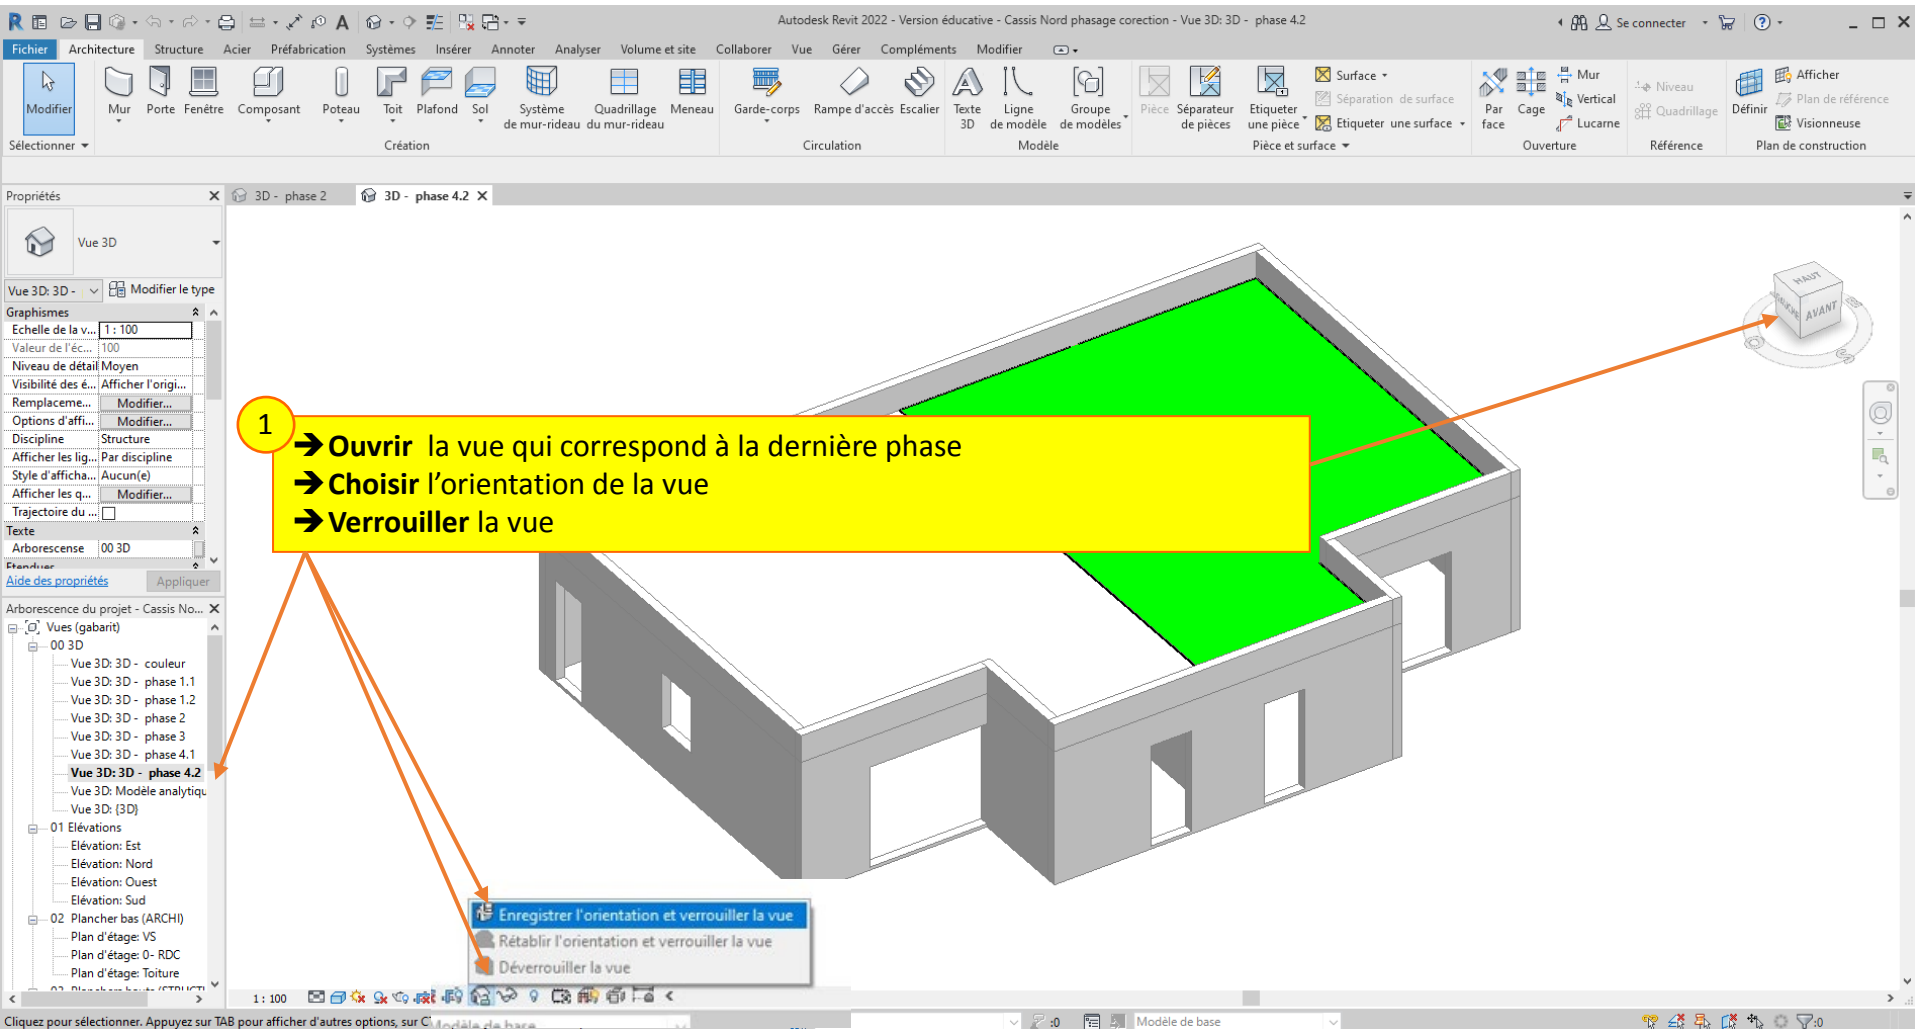 Autodesk Revit 2022 - Version éducative - Cassis Nord phasage corection - Vue 3D: 3D - phase 4.2
Se connecter
Fichier Architecture Structure Acier Préfabrication Systèmes Insérer Annoter Analyser Volume et site Collaborer Vue Gérer Compléments Modifier
Modifier
Mur Porte Fenêtre Composant Poteau Toit Plafond Sol Système de mur-rideau Quadrillage du mur-rideau Meneau
Garde-corps Rampe d'accès Escalier
Texte 3D Ligne de modèle Groupe de modèles
Pièce Séparateur de pièces Etiqueter une pièce
Surface
Séparation de surface
Etiqueter une surface
Par face Cage
Mur
Vertical
Lucarne
Niveau
Quadrillage
Définir
Afficher
Plan de référence
Visionneuse
Sélectionner Création Circulation Modèle Pièce et surface Ouverture Référence Plan de construction
Propriétés
3D - phase 2 3D - phase 4.2
Vue 3D
Vue 3D: 3D - Modifier le type
Graphismes
Echelle de la v... 1 : 100
Valeur de l'éc... 100
Niveau de détail Moyen
Visibilité des é... Afficher l'origi...
Remplaceme... Modifier...
Options d'affi... Modifier...
Discipline Structure
Afficher les lig... Par discipline
Style d'afficha... Aucun(e)
Afficher les q... Modifier...
Trajectoire du ...
Texte
Arborescense 00 3D
Etendues
Aide des propriétés Appliquer
Arborescence du projet - Cassis No...
Vues (gabarit)
00 3D
Vue 3D: 3D - couleur
Vue 3D: 3D - phase 1.1
Vue 3D: 3D - phase 1.2
Vue 3D: 3D - phase 2
Vue 3D: 3D - phase 3
Vue 3D: 3D - phase 4.1
Vue 3D: 3D - phase 4.2
Vue 3D: Modèle analytiqu
Vue 3D: {3D}
01 Elévations
Elévation: Est
Elévation: Nord
Elévation: Ouest
Elévation: Sud
02 Plancher bas (ARCHI)
Plan d'étage: VS
Plan d'étage: 0- RDC
Plan d'étage: Toiture
HAUT
AVANT
1
➔ Ouvrir la vue qui correspond à la dernière phase
➔ Choisir l'orientation de la vue
➔ Verrouiller la vue
Enregistrer l'orientation et verrouiller la vue
Rétablir l'orientation et verrouiller la vue
Déverrouiller la vue
1 : 100
Cliquez pour sélectionner. Appuyez sur TAB pour afficher d'autres options, sur C
Modèle de base
:0
Modèle de base
:0